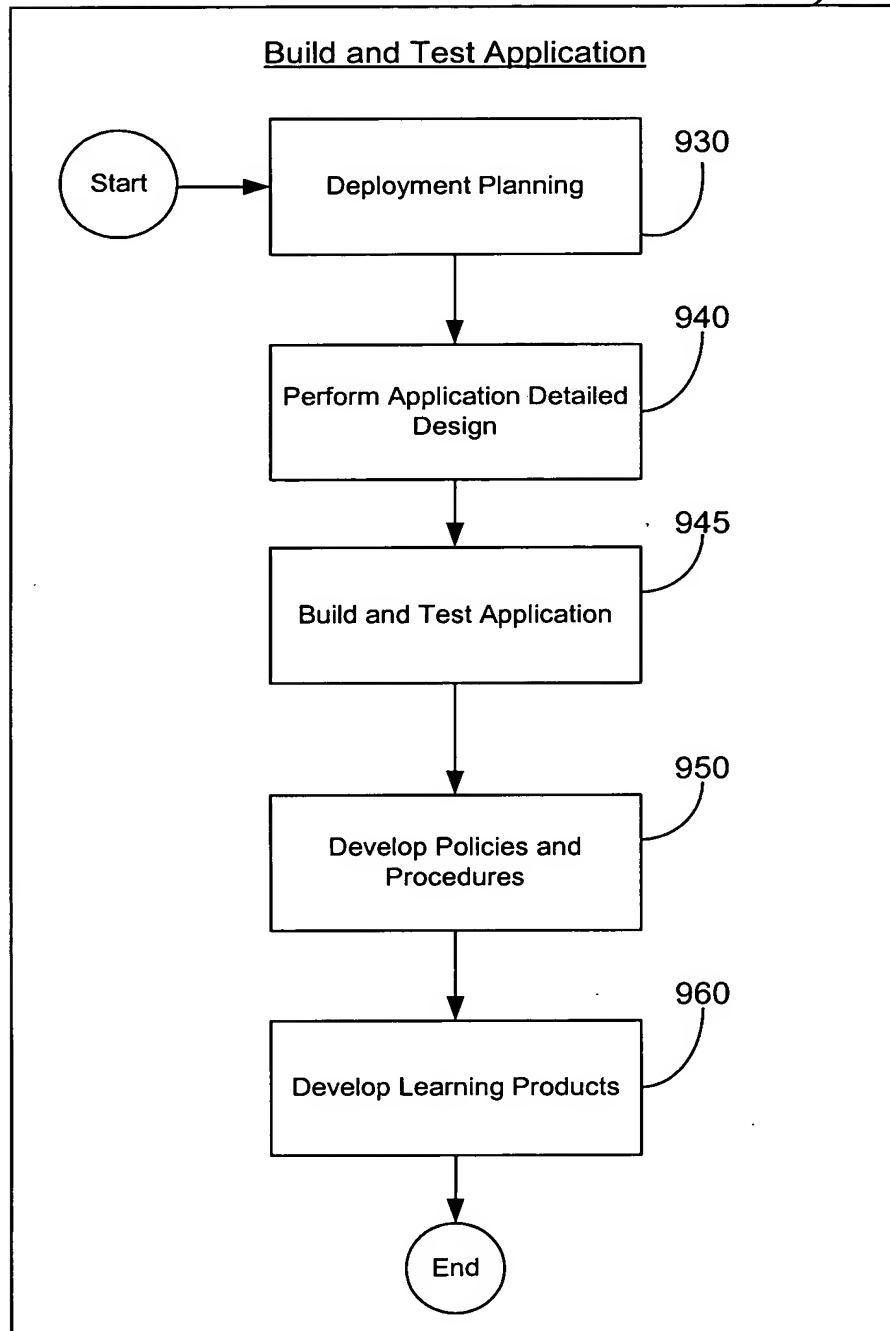 Build and Test Application
Start
Deployment Planning
930
940
Perform Application Detailed
Design
945
Build and Test Application
950
Develop Policies and
Procedures
960
Develop Learning Products
End